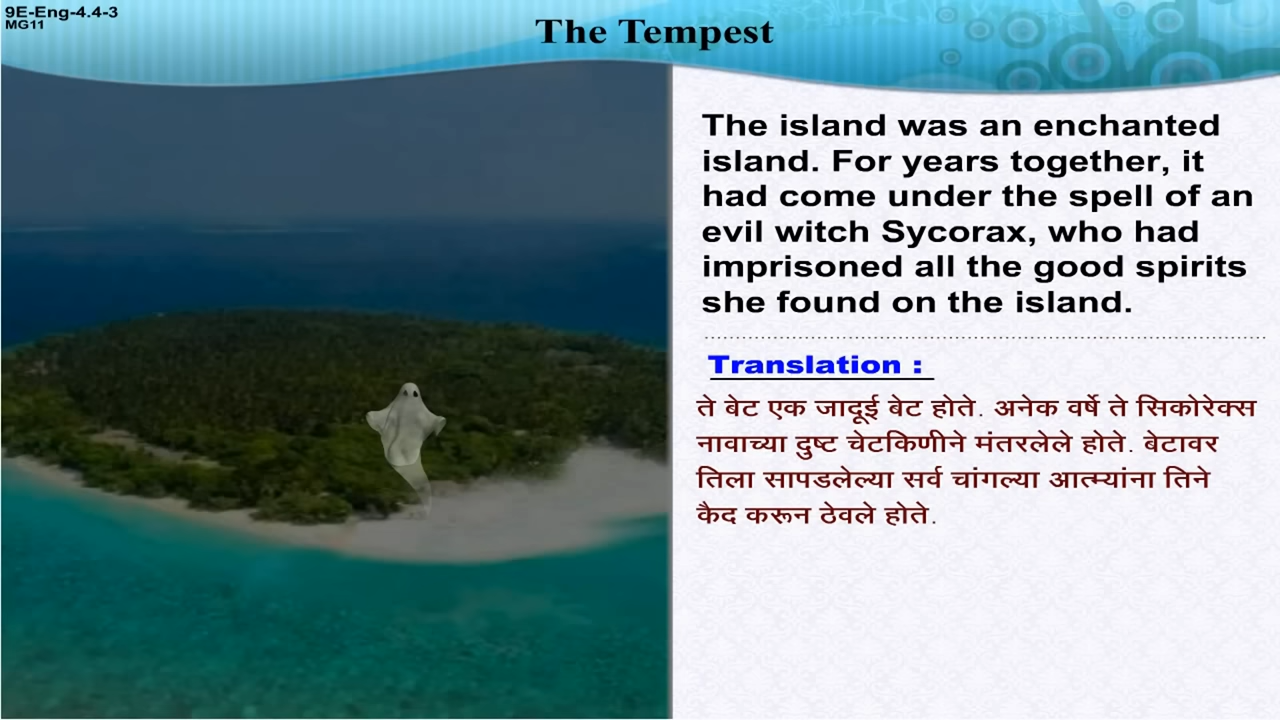 9E-Eng-4.4-3
MG11
The Tempest
The island was an enchanted
island. For years together, it
had come under the spell of an
evil witch Sycorax, who had
imprisoned all the good spirits
she found on the island.
Translation :
ते बेट एक जादूई बेट होते. अनेक वर्षे ते सिकोरेक्स
नावाच्या दुष्ट चेटकिणीने मंतरलेले होते. बेटावर
तिला सापडलेल्या सर्व चांगल्या आत्म्यांना तिने
कैद करून ठेवले होते.